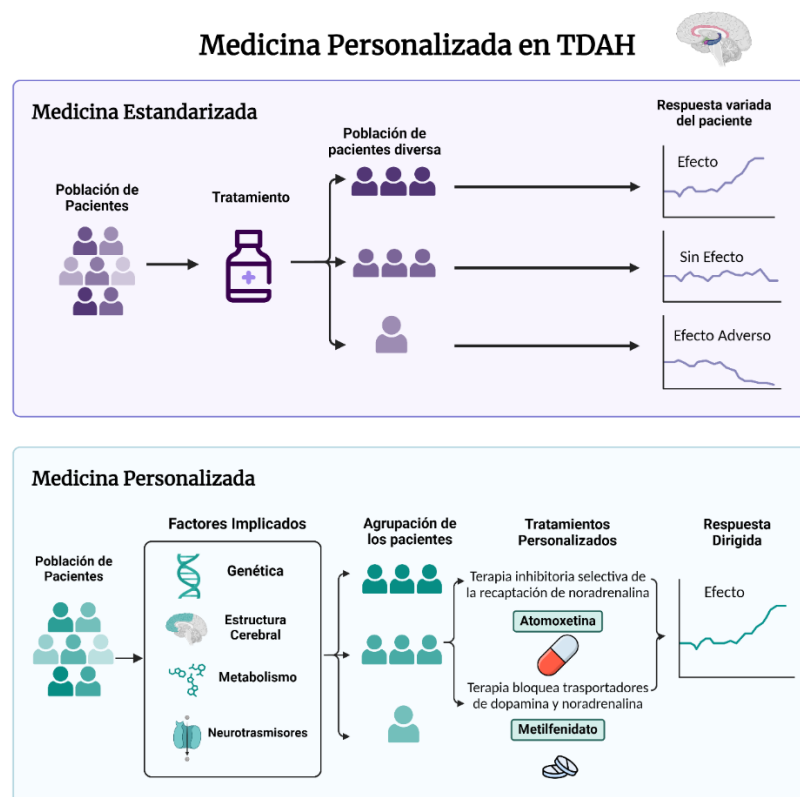 Medicina Personalizada en TDAH
Medicina Estandarizada
Población de
Pacientes
Tratamiento
Población de
pacientes diversa
Respuesta variada
del paciente
Efecto
Sin Efecto
Efecto Adverso
Medicina Personalizada
Población de
Pacientes
Factores Implicados
Genética
Estructura
Cerebral
Metabolismo
Neurotrasmisores
Agrupación de
los pacientes
Tratamientos
Personalizados
Terapia inhibitoria selectiva de
la recaptación de noradrenalina
Atomoxetina
Terapia bloquea trasportadores
de dopamina y noradrenalina
Metilfenidato
Respuesta
Dirigida
Efecto